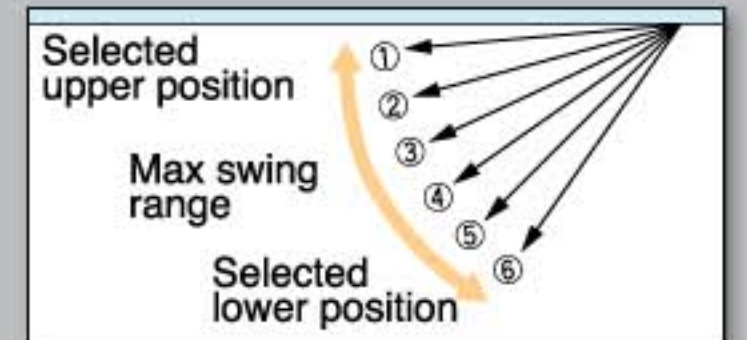 Selected
upper position
①
②
③
Max swing
range
④
⑤
⑥
Selected
lower position